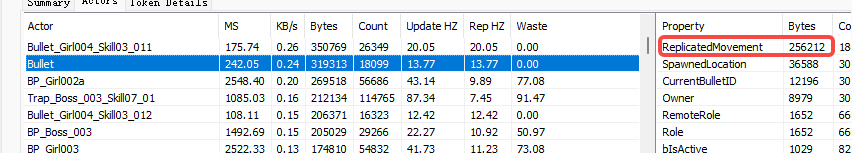 Summary Actors Token Details
Actor MS KB/s Bytes Count Update HZ Rep HZ Waste
Bullet_Girl004_Skill03_011 175.74 0.26 350769 26349 20.05 20.05 0.00
Bullet 242.05 0.24 319313 18099 13.77 13.77 0.00
BP_Girl002a 2548.40 0.20 269518 56686 43.14 9.89 77.08
Trap_Boss_003_Skill07_01 1085.03 0.16 212134 114765 87.34 7.45 91.47
Bullet_Girl004_Skill03_012 108.11 0.15 206371 16323 12.42 12.42 0.00
BP_Boss_003 1492.69 0.15 205029 29266 22.27 10.92 50.97
BP_Girl003 2522.33 0.13 174810 54832 41.73 11.23 73.08
Property Bytes Co
ReplicatedMovement 256212 18
SpawnedLocation 36588 0
CurrentBulletID 12196 0
Owner 8979 0
RemoteRole 1652 66
Role 1652 66
bIsActive 1029 82